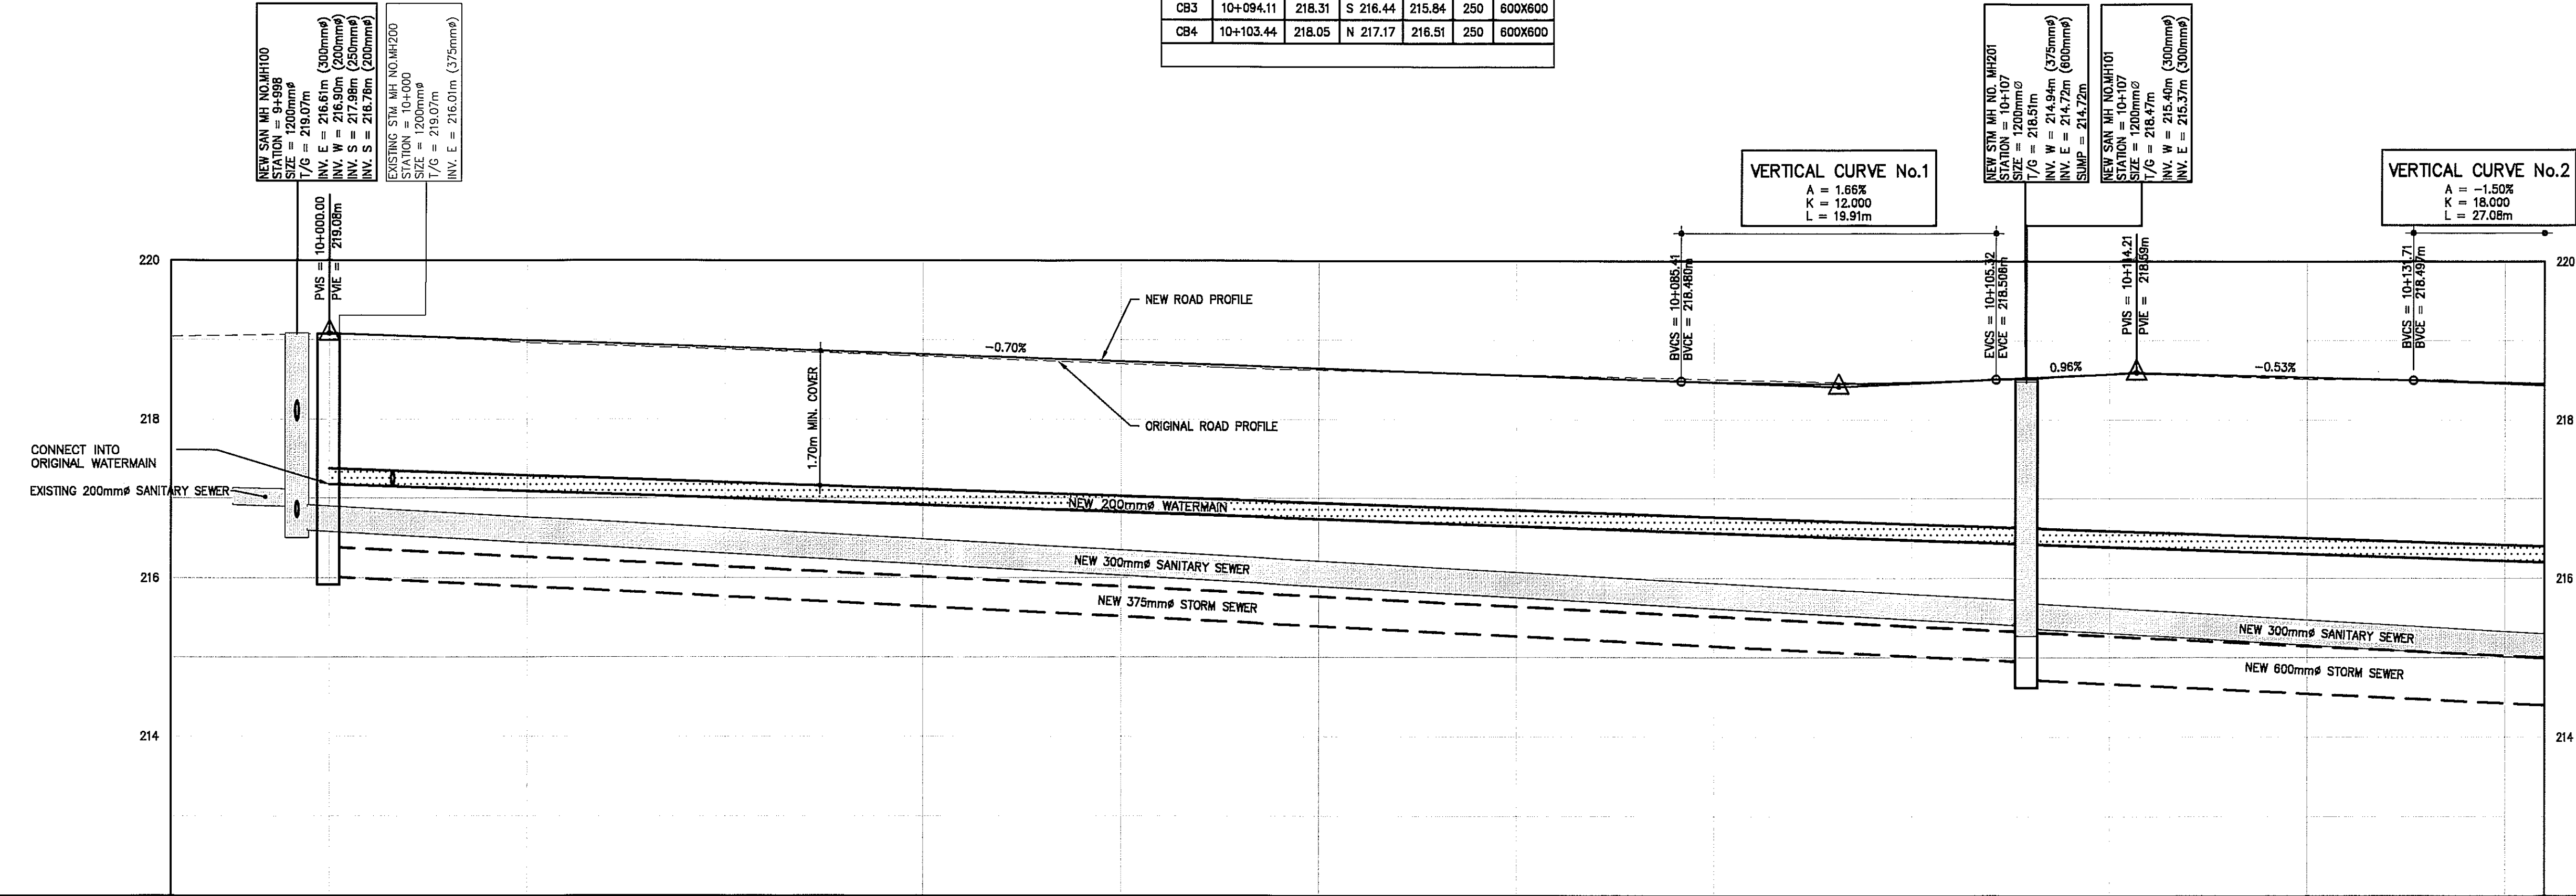 CB3 10+094.11 218.31 S 216.44 215.84 250 600X600
CB4 10+103.44 218.05 N 217.17 216.51 250 600X600
NEW SAN MH NO.MH100
STATION = 9+998
SIZE = 1200mmø
T/G = 219.07m
INV. E = 216.61m (300mmø)
INV. W = 216.90m (200mmø)
INV. S = 217.98m (250mmø)
INV. S = 216.76m (200mmø)
EXISTING STM MH NO.MH200
STATION = 10+000
SIZE = 1200mmø
T/G = 219.07m
INV. E = 216.01m (375mmø)
NEW STM MH NO. MH201
STATION = 10+107
SIZE = 1200mmø
T/G = 218.51m
INV. W = 214.94m (375mmø)
INV. E = 214.72m (600mmø)
SUMP = 214.72m
NEW SAN MH NO.MH101
STATION = 10+107
SIZE = 1200mmø
T/G = 218.47m
INV. W = 215.40m (300mmø)
INV. E = 215.37m (300mmø)
VERTICAL CURVE No.1
A = 1.66%
K = 12.000
L = 19.91m
VERTICAL CURVE No.2
A = -1.50%
K = 18.000
L = 27.08m
PVIS = 10+000.00
PVIE = 219.08m
BVCS = 10+085.41
BVCE = 218.480m
EVCS = 10+105.32
EVCE = 218.506m
PVIS = 10+114.21
PVIE = 218.59m
BVCS = 10+131.71
BVCE = 218.497m
220
220
NEW ROAD PROFILE
-0.70%
0.96%
-0.53%
1.70m MIN. COVER
218
218
ORIGINAL ROAD PROFILE
CONNECT INTO
ORIGINAL WATERMAIN
EXISTING 200mmø SANITARY SEWER
NEW 200mmø WATERMAIN
NEW 300mmø SANITARY SEWER
216
216
NEW 375mmø STORM SEWER
NEW 300mmø SANITARY SEWER
NEW 600mmø STORM SEWER
214
214